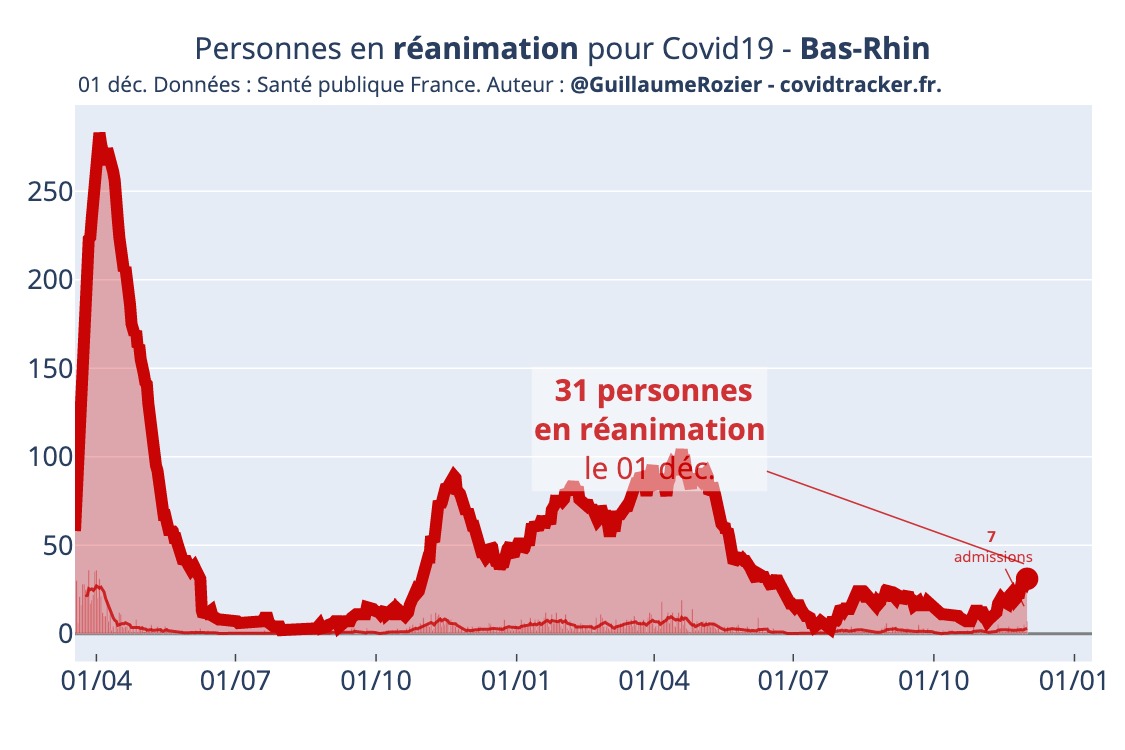 Personnes en réanimation pour Covid19 - Bas-Rhin
01 déc. Données : Santé publique France. Auteur : @GuillaumeRozier - covidtracker.fr.
250
200
150
100
50
0
31 personnes
en réanimation
le 01 déc.
7
admissions
01/04 01/07 01/10 01/01 01/04 01/07 01/10 01/01